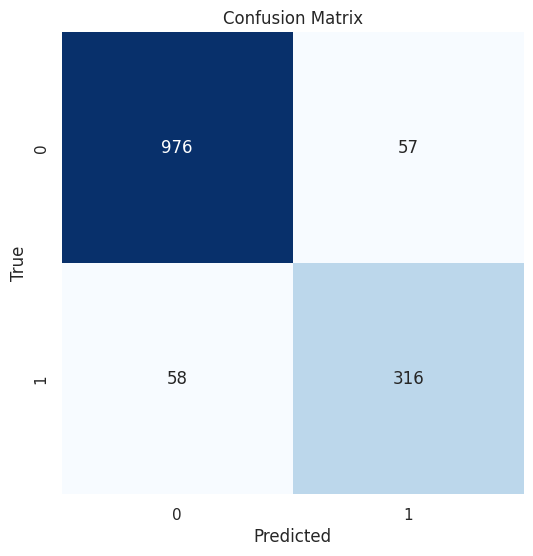 Confusion Matrix
True
0
976
57
1
58
316
0
1
Predicted